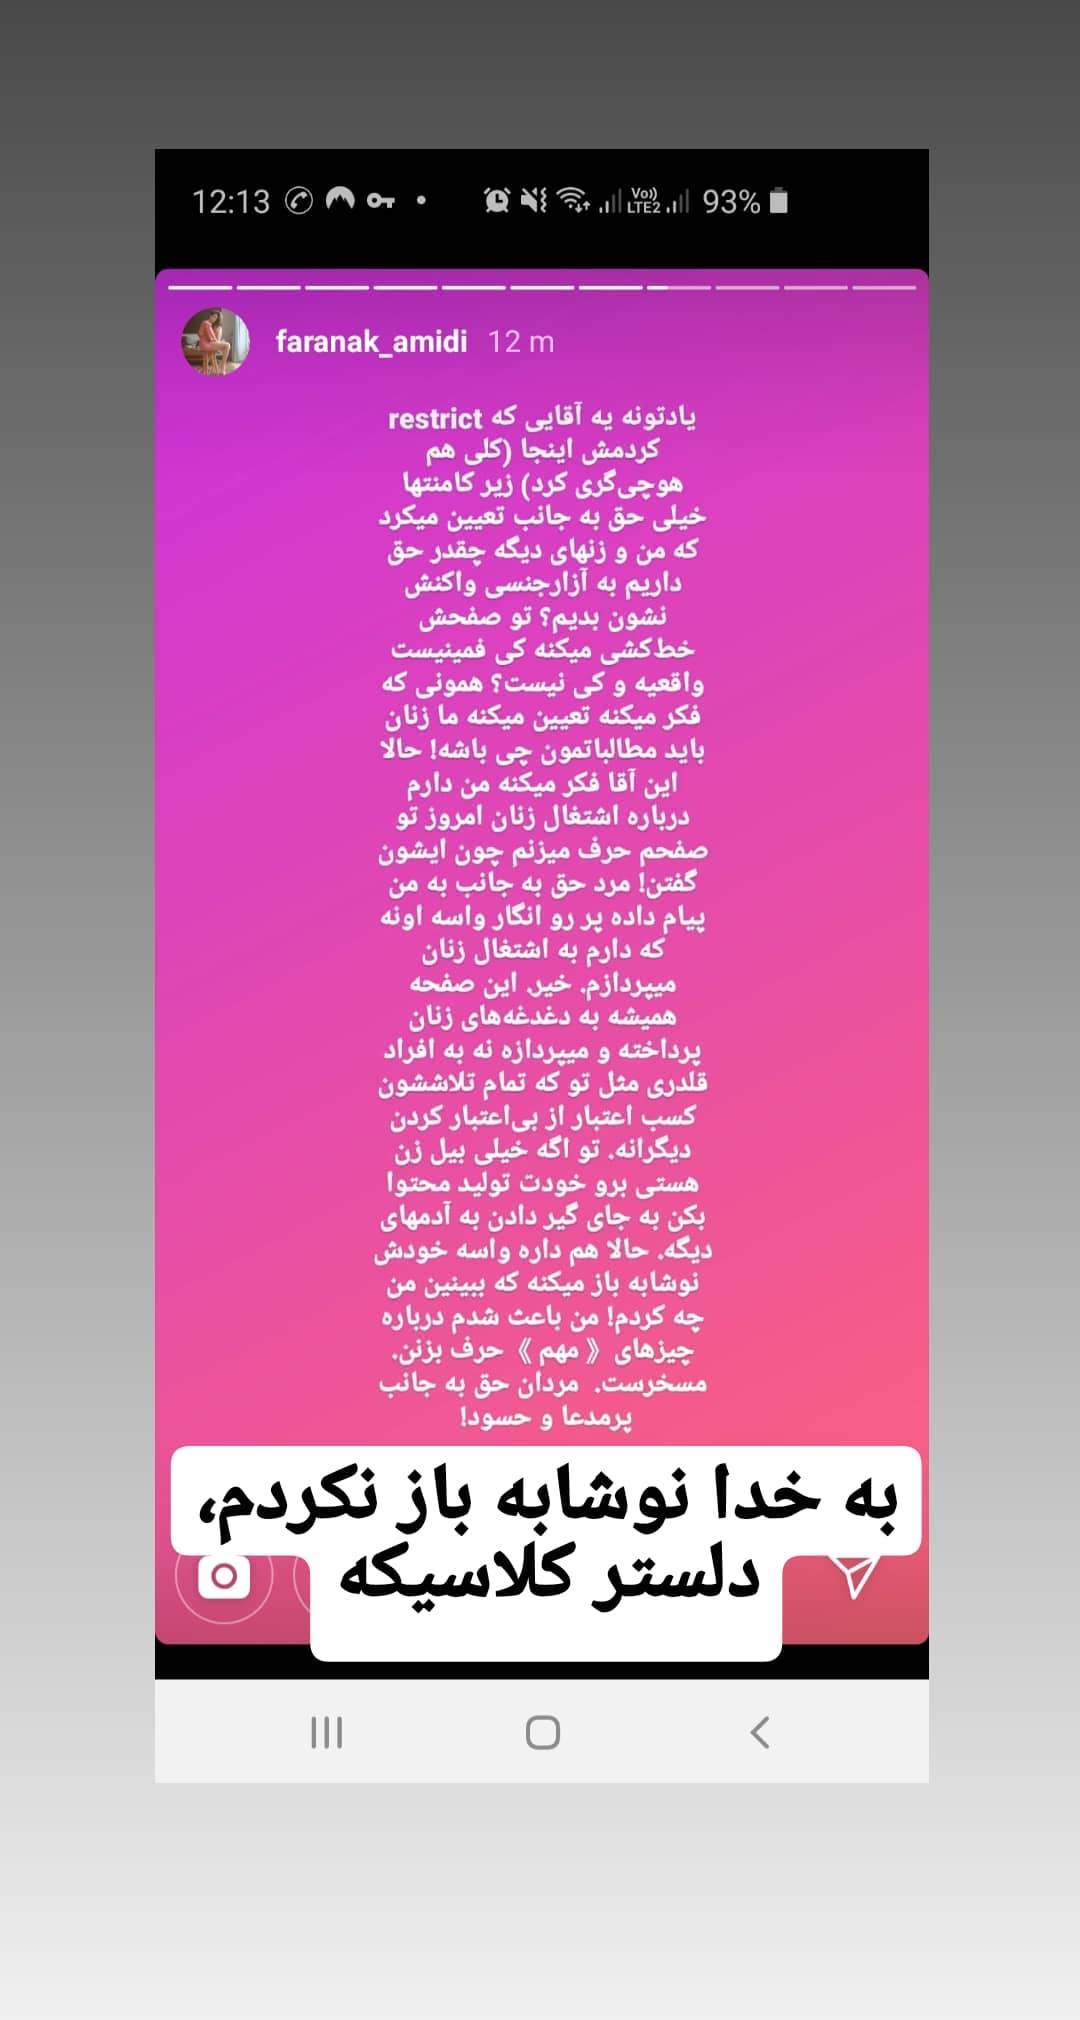 12:13
Vo))
LTE2
93%
faranak_amidi 12 m
یادتونه یه آقایی که restrict
کردمش اینجا (کلی هم
هوچی‌گری کرد) زیر کامنتها
خیلی حق به جانب تعیین میکرد
که من و زنهای دیگه چقدر حق
داریم به آزارجنسی واکنش
نشون بدیم؟ تو صفحش
خط‌کشی میکنه کی فمینیست
واقعیه و کی نیست؟ همونی که
فکر میکنه تعیین میکنه ما زنان
باید مطالباتمون چی باشه! حالا
این آقا فکر میکنه من دارم
درباره اشتغال زنان امروز تو
صفحم حرف میزنم چون ایشون
گفتن! مرد حق به جانب به من
پیام داده پر رو انگار واسه اونه
که دارم به اشتغال زنان
میپردازم. خیر. این صفحه
همیشه به دغدغه‌های زنان
پرداخته و میپردازه نه به افراد
قلدری مثل تو که تمام تلاششون
کسب اعتبار از بی‌اعتبار کردن
دیگرانه. تو اگه خیلی بیل زن
هستی برو خودت تولید محتوا
بکن به جای گیر دادن به آدمهای
دیگه. حالا هم داره واسه خودش
نوشابه باز میکنه که ببینین من
چه کردم! من باعث شدم درباره
چیزهای 《 مهم 》 حرف بزنن.
مسخرست. مردان حق به جانب
پرمدعا و حسود!
به خدا نوشابه باز نکردم،
دلستر کلاسیکه